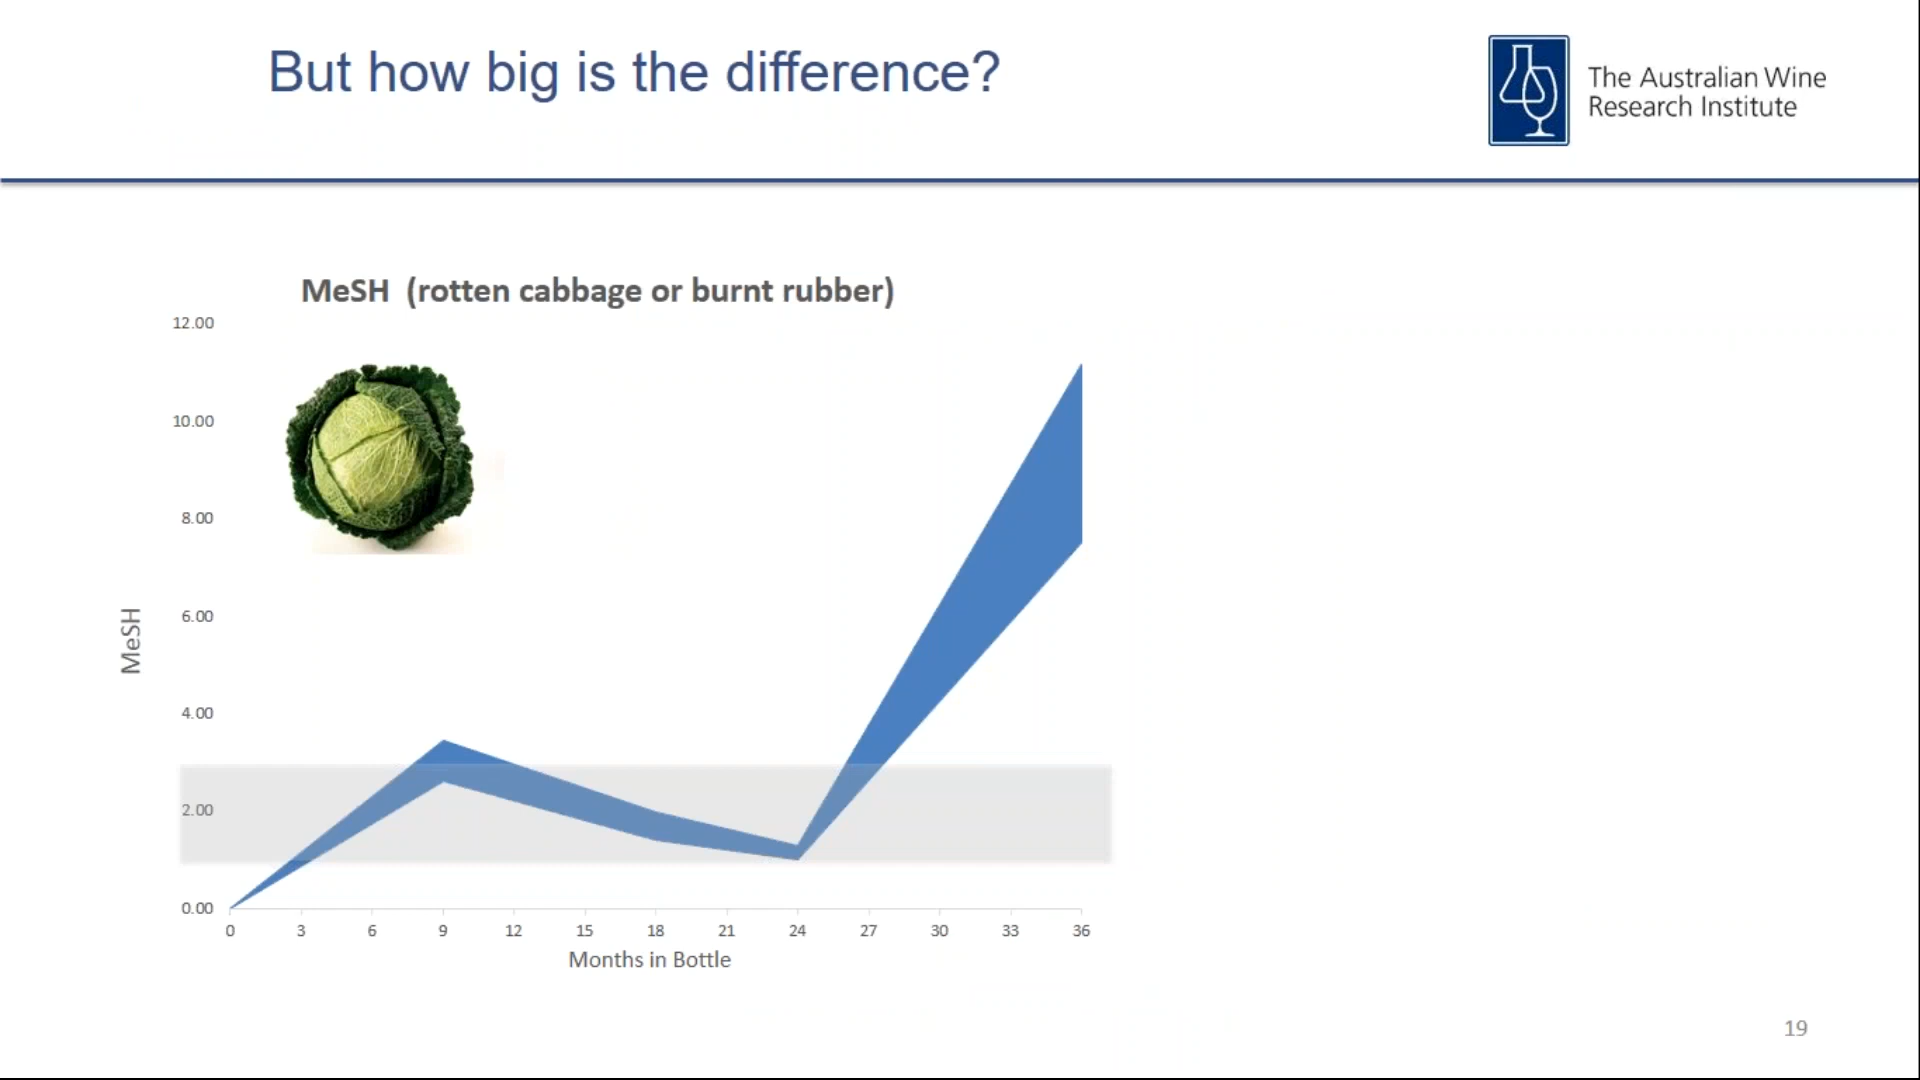 But how big is the difference?
The Australian Wine
Research Institute
MeSH (rotten cabbage or burnt rubber)
12.00
10.00
8.00
6.00
4.00
2.00
0.00
MeSH
0 3 6 9 12 15 18 21 24 27 30 33 36
Months in Bottle
19